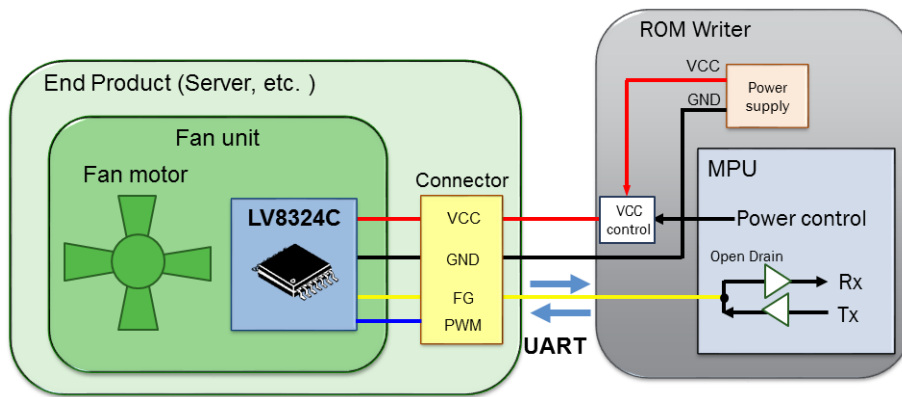 ROM Writer
VCC
GND
Power
supply
End Product (Server, etc. )
Fan unit
Fan motor
Connector
MPU
LV8324C
VCC
VCC
control
Power control
GND
Open Drain
FG
Rx
PWM
Tx
UART